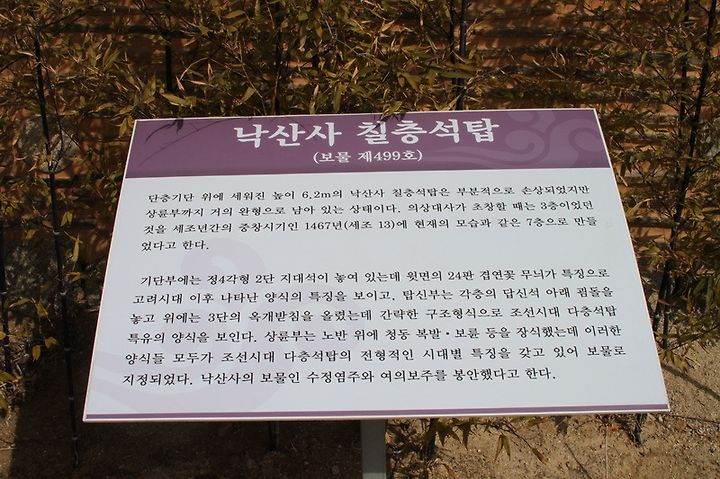 낙산사 칠층석탑
(보물 제499호)
단층기단 위에 세워진 높이 6.2m의 낙산사 칠층석탑은 부분적으로 손상되었지만
상륜부까지 거의 완형으로 남아 있는 상태이다. 의상대사가 초창할 때는 3층이었던
것을 세조년간의 중창시기인 1467년(세조 13)에 현재의 모습과 같은 7층으로 만들
었다고 한다.
기단부에는 정4각형 2단 지대석이 놓여 있는데 윗면의 24판 겹연꽃 무늬가 특징으로
고려시대 이후 나타난 양식의 특징을 보이고, 탑신부는 각층의 답신석 아래 굄돌을
놓고 위에는 3단의 옥개받침을 올렸는데 간략한 구조형식으로 조선시대 다층석탑
특유의 양식을 보인다. 상륜부는 노반 위에 청동 복발·보륜 등을 장식했는데 이러한
양식들 모두가 조선시대 다층석탑의 전형적인 시대별 특징을 갖고 있어 보물로
지정되었다. 낙산사의 보물인 수정염주와 여의보주를 봉안했다고 한다.